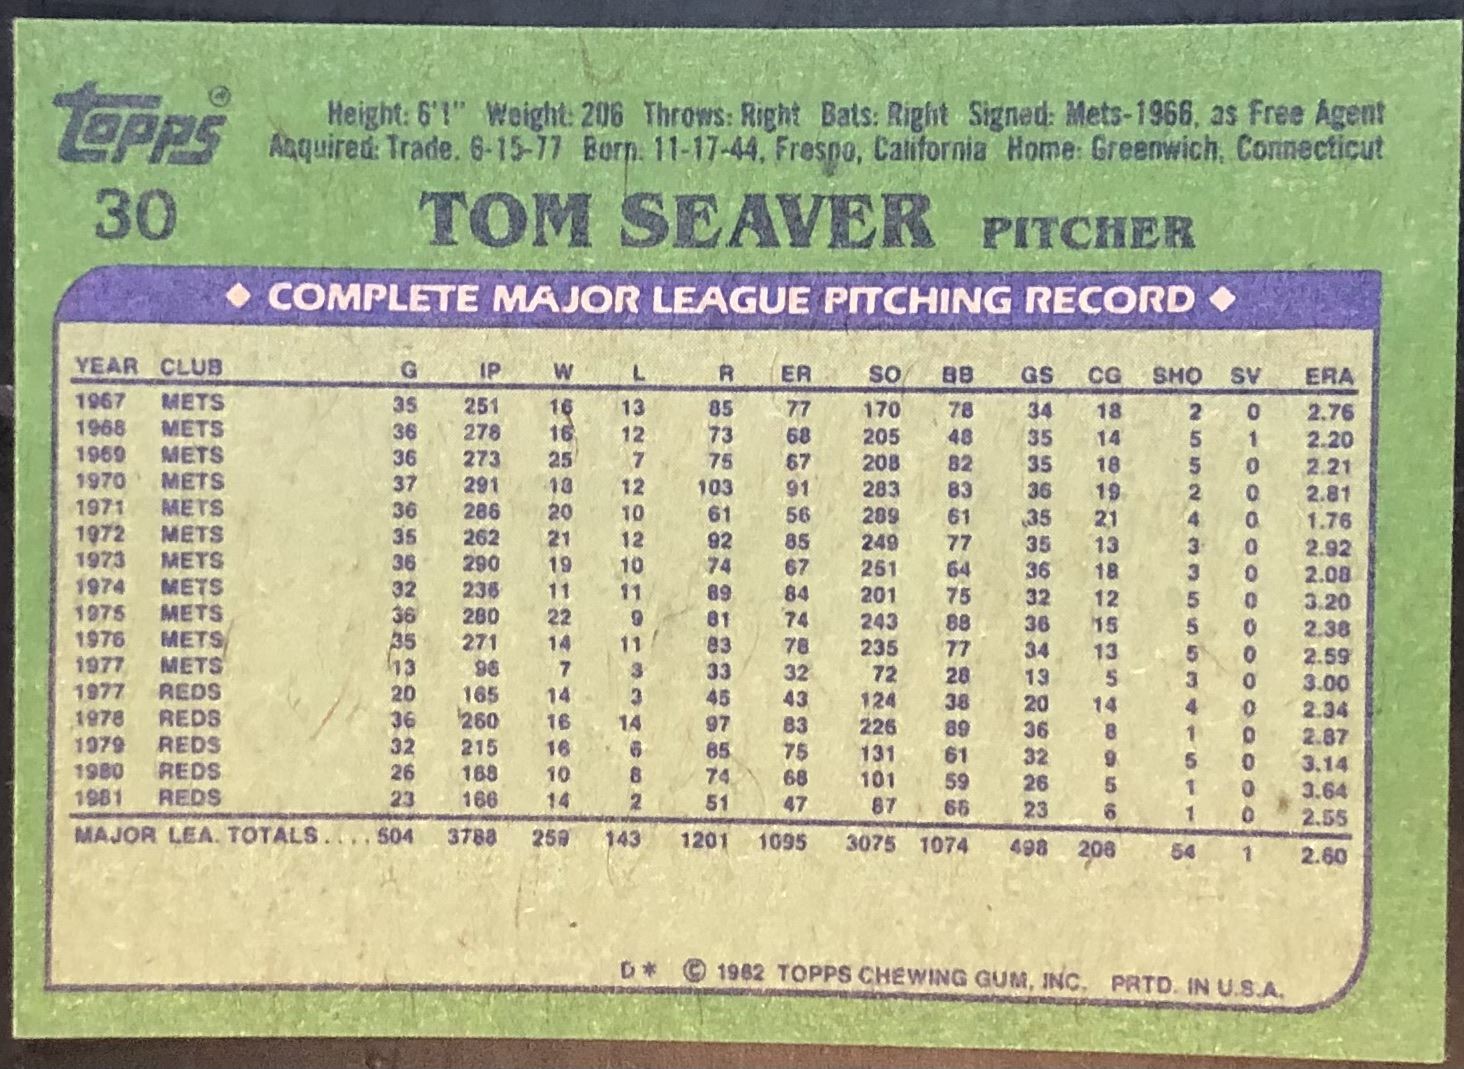 Topps®
Height: 6'1" Weight: 206 Throws: Right Bats: Right Signed: Mets-1966, as Free Agent
Acquired: Trade, 6-15-77 Born: 11-17-44, Fresno, California Home: Greenwich, Connecticut
30 TOM SEAVER PITCHER
◆ COMPLETE MAJOR LEAGUE PITCHING RECORD ◆
YEAR CLUB G IP W L R ER SO BB GS CG SHO SV ERA
1967 METS 35 251 16 13 85 77 170 78 34 18 2 0 2.76
1968 METS 36 278 16 12 73 68 205 48 35 14 5 1 2.20
1969 METS 36 273 25 7 75 67 208 82 35 18 5 0 2.21
1970 METS 37 291 18 12 103 91 283 83 36 19 2 0 2.81
1971 METS 36 286 20 10 61 56 289 61 35 21 4 0 1.76
1972 METS 35 262 21 12 92 85 249 77 35 13 3 0 2.92
1973 METS 36 290 19 10 74 67 251 64 36 18 3 0 2.08
1974 METS 32 236 11 11 89 84 201 75 32 12 5 0 3.20
1975 METS 36 280 22 9 81 74 243 88 36 15 5 0 2.38
1976 METS 35 271 14 11 83 78 235 77 34 13 5 0 2.59
1977 METS 13 96 7 3 33 32 72 28 13 5 3 0 3.00
1977 REDS 20 165 14 3 45 43 124 38 20 14 4 0 2.34
1978 REDS 36 260 16 14 97 83 226 89 36 8 1 0 2.87
1979 REDS 32 215 16 6 85 75 131 61 32 9 5 0 3.14
1980 REDS 26 168 10 8 74 68 101 59 26 5 1 0 3.64
1981 REDS 23 166 14 2 51 47 87 66 23 6 1 0 2.55
MAJOR LEA. TOTALS .... 504 3788 259 143 1201 1095 3075 1074 498 208 54 1 2.60
D* © 1982 TOPPS CHEWING GUM, INC. PRTD. IN U.S.A.